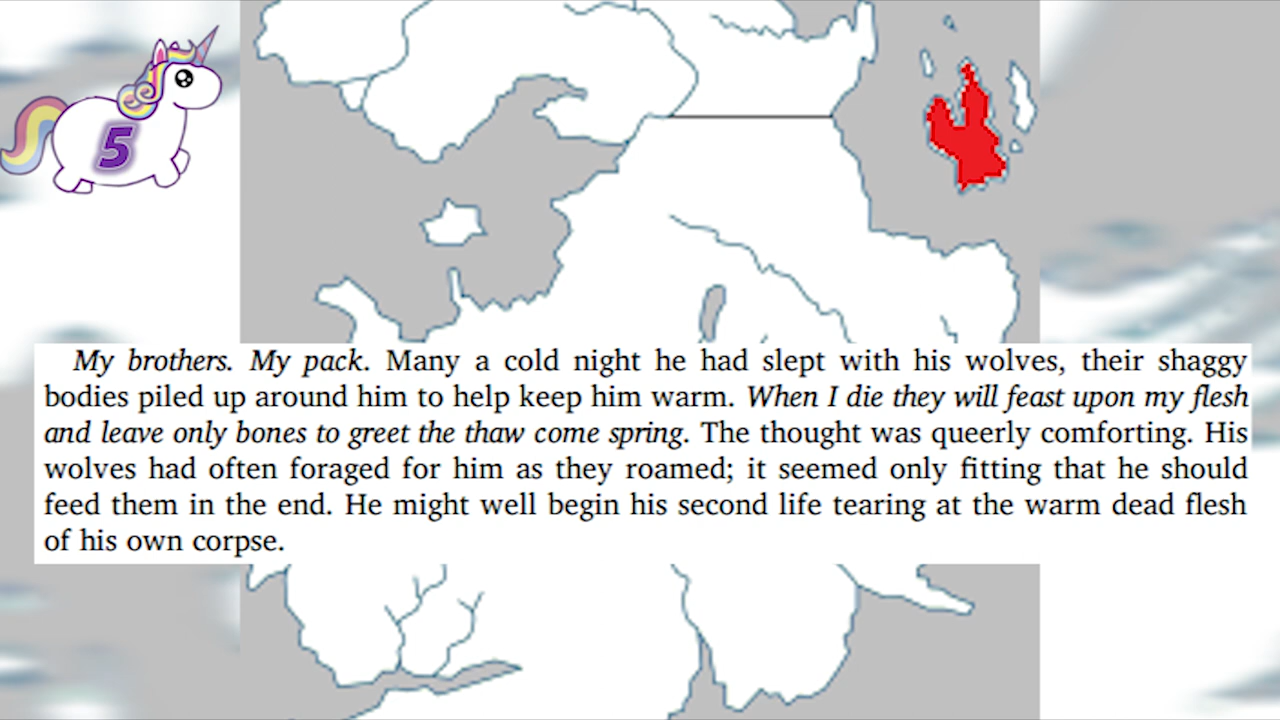 5
My brothers. My pack. Many a cold night he had slept with his wolves, their shaggy
bodies piled up around him to help keep him warm. When I die they will feast upon my flesh
and leave only bones to greet the thaw come spring. The thought was queerly comforting. His
wolves had often foraged for him as they roamed; it seemed only fitting that he should
feed them in the end. He might well begin his second life tearing at the warm dead flesh
of his own corpse.